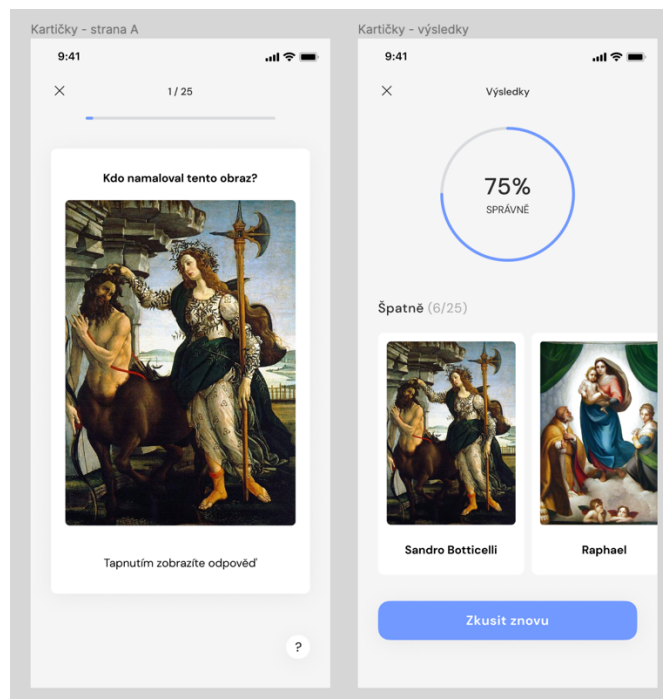 Kartičky - strana A
9:41
1 / 25
Kdo namaloval tento obraz?
Tapnutím zobrazíte odpověď
?
Kartičky - výsledky
9:41
Výsledky
75%
SPRÁVNĚ
Špatně (6/25)
Sandro Botticelli
Raphael
Zkusit znovu